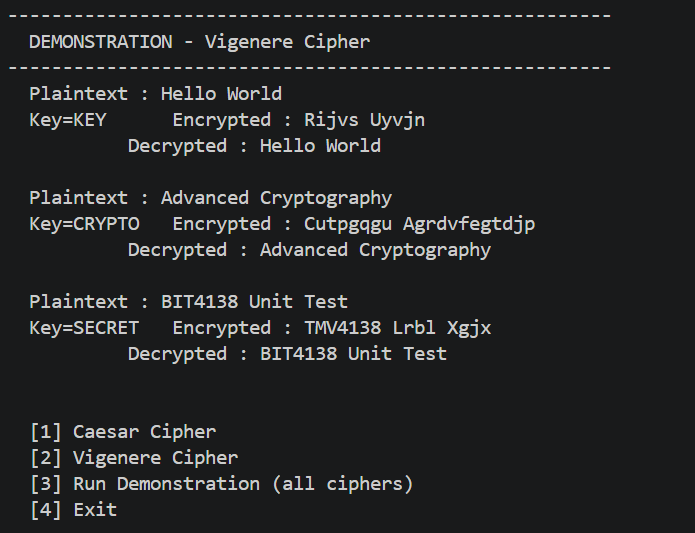 -------------------------------------------------------
DEMONSTRATION - Vigenere Cipher
-------------------------------------------------------
Plaintext : Hello World
Key=KEY      Encrypted : Rijvs Uyvjn
Decrypted : Hello World
Plaintext : Advanced Cryptography
Key=CRYPTO   Encrypted : Cutpgqgu Agrdvfegtdjp
Decrypted : Advanced Cryptography
Plaintext : BIT4138 Unit Test
Key=SECRET   Encrypted : TMV4138 Lrbl Xgjx
Decrypted : BIT4138 Unit Test
[1] Caesar Cipher
[2] Vigenere Cipher
[3] Run Demonstration (all ciphers)
[4] Exit